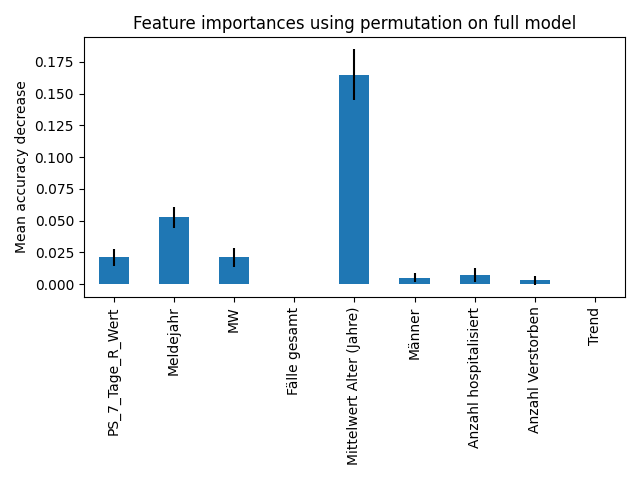 Feature importances using permutation on full model
Mean accuracy decrease
0.175
0.150
0.125
0.100
0.075
0.050
0.025
0.000
PS_7_Tage_R_Wert
Meldejahr
MW
Fälle gesamt
Mittelwert Alter (Jahre)
Männer
Anzahl hospitalisiert
Anzahl Verstorben
Trend